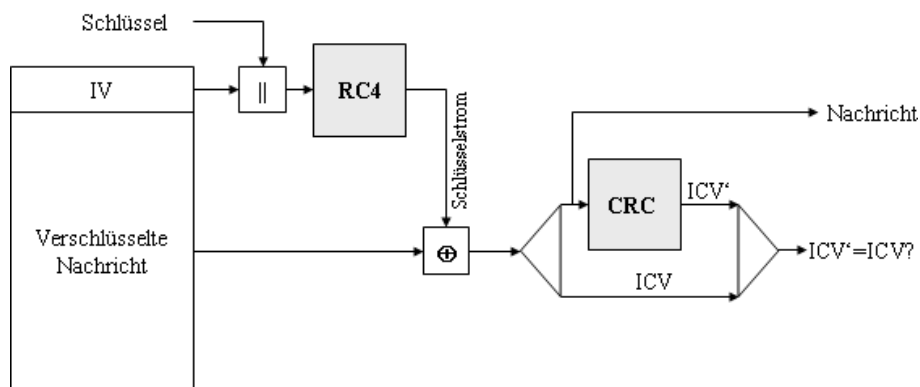 Schlüssel
IV
||
RC4
Schlüsselstrom
Nachricht
CRC
ICV‘
Verschlüsselte
Nachricht
⊕
ICV‘=ICV?
ICV